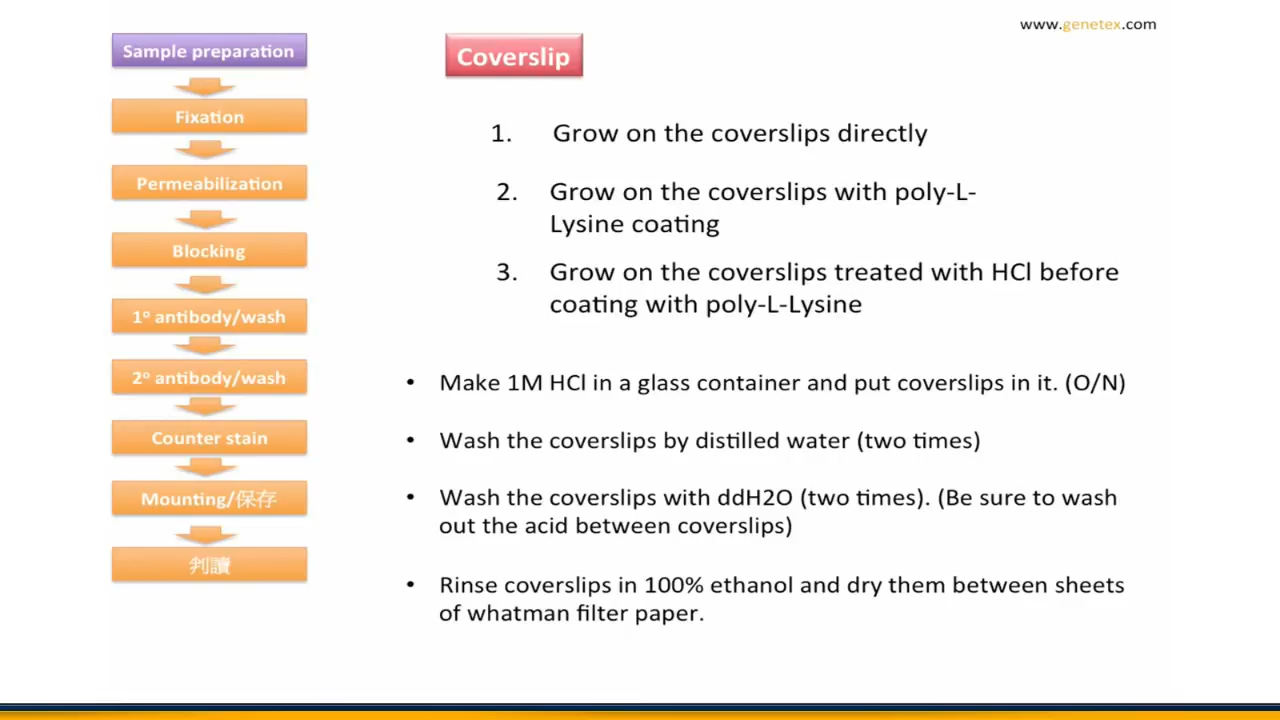 www.genetex.com
Sample preparation
Fixation
Permeabilization
Blocking
1º antibody/wash
2º antibody/wash
Counter stain
Mounting/保存
判讀
Coverslip
1. Grow on the coverslips directly
2. Grow on the coverslips with poly-L-
Lysine coating
3. Grow on the coverslips treated with HCl before
coating with poly-L-Lysine
• Make 1M HCl in a glass container and put coverslips in it. (O/N)
• Wash the coverslips by distilled water (two times)
• Wash the coverslips with ddH2O (two times). (Be sure to wash
out the acid between coverslips)
• Rinse coverslips in 100% ethanol and dry them between sheets
of whatman filter paper.